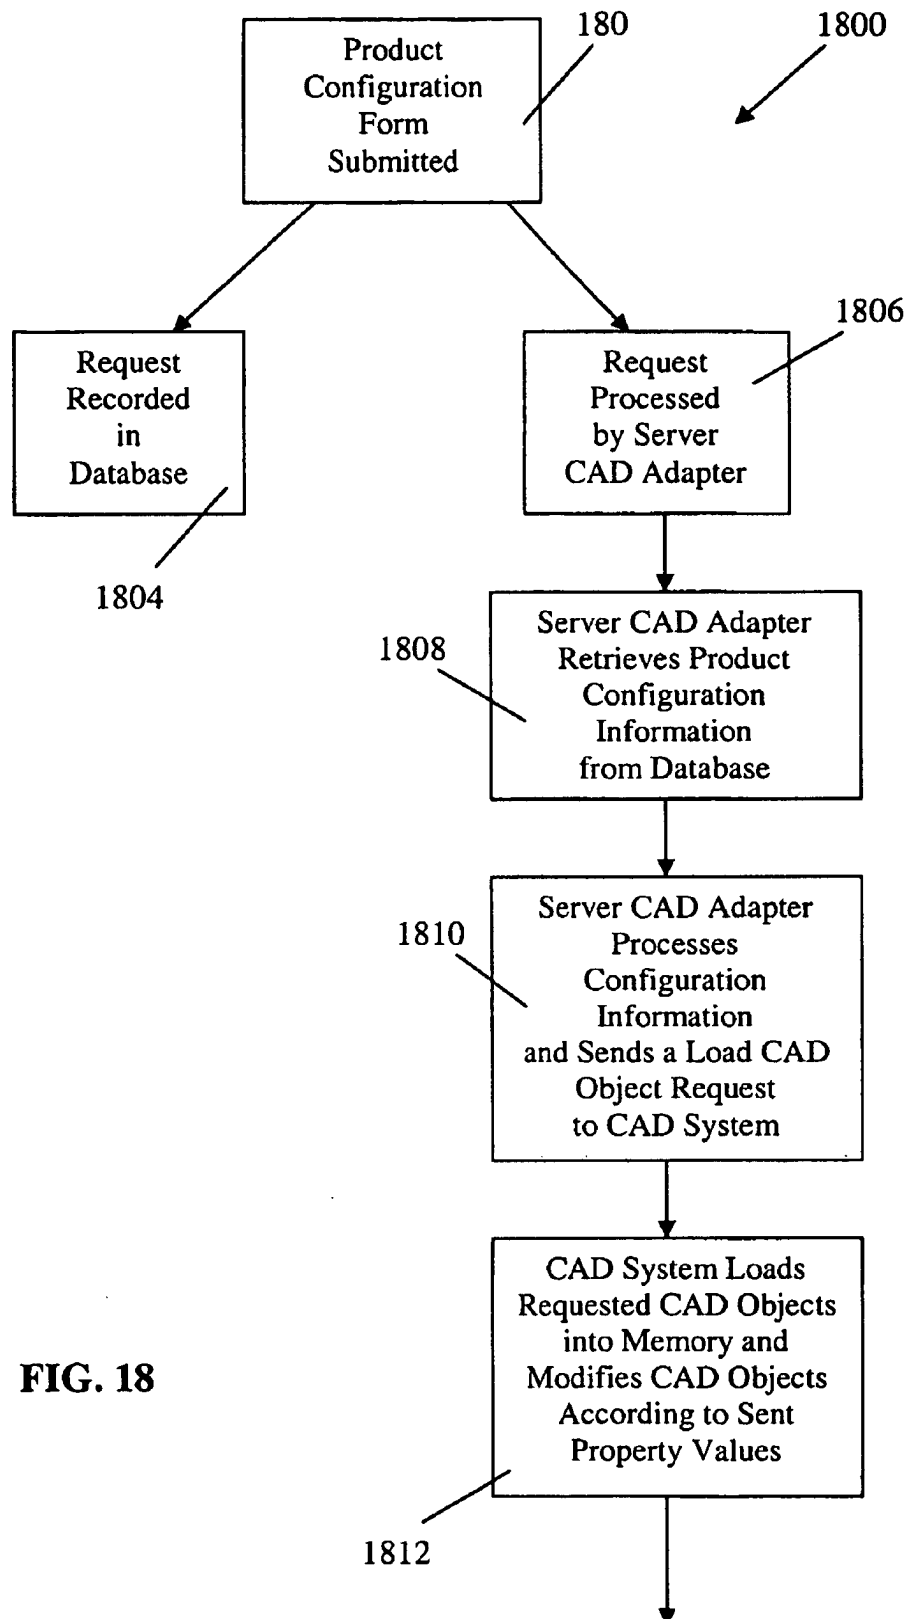 180
1800
Product
Configuration
Form
Submitted
1806
Request
Recorded
in
Database
Request
Processed
by Server
CAD Adapter
1804
1808
Server CAD Adapter
Retrieves Product
Configuration
Information
from Database
1810
Server CAD Adapter
Processes
Configuration
Information
and Sends a Load CAD
Object Request
to CAD System
CAD System Loads
Requested CAD Objects
into Memory and
Modifies CAD Objects
According to Sent
Property Values
FIG. 18
1812